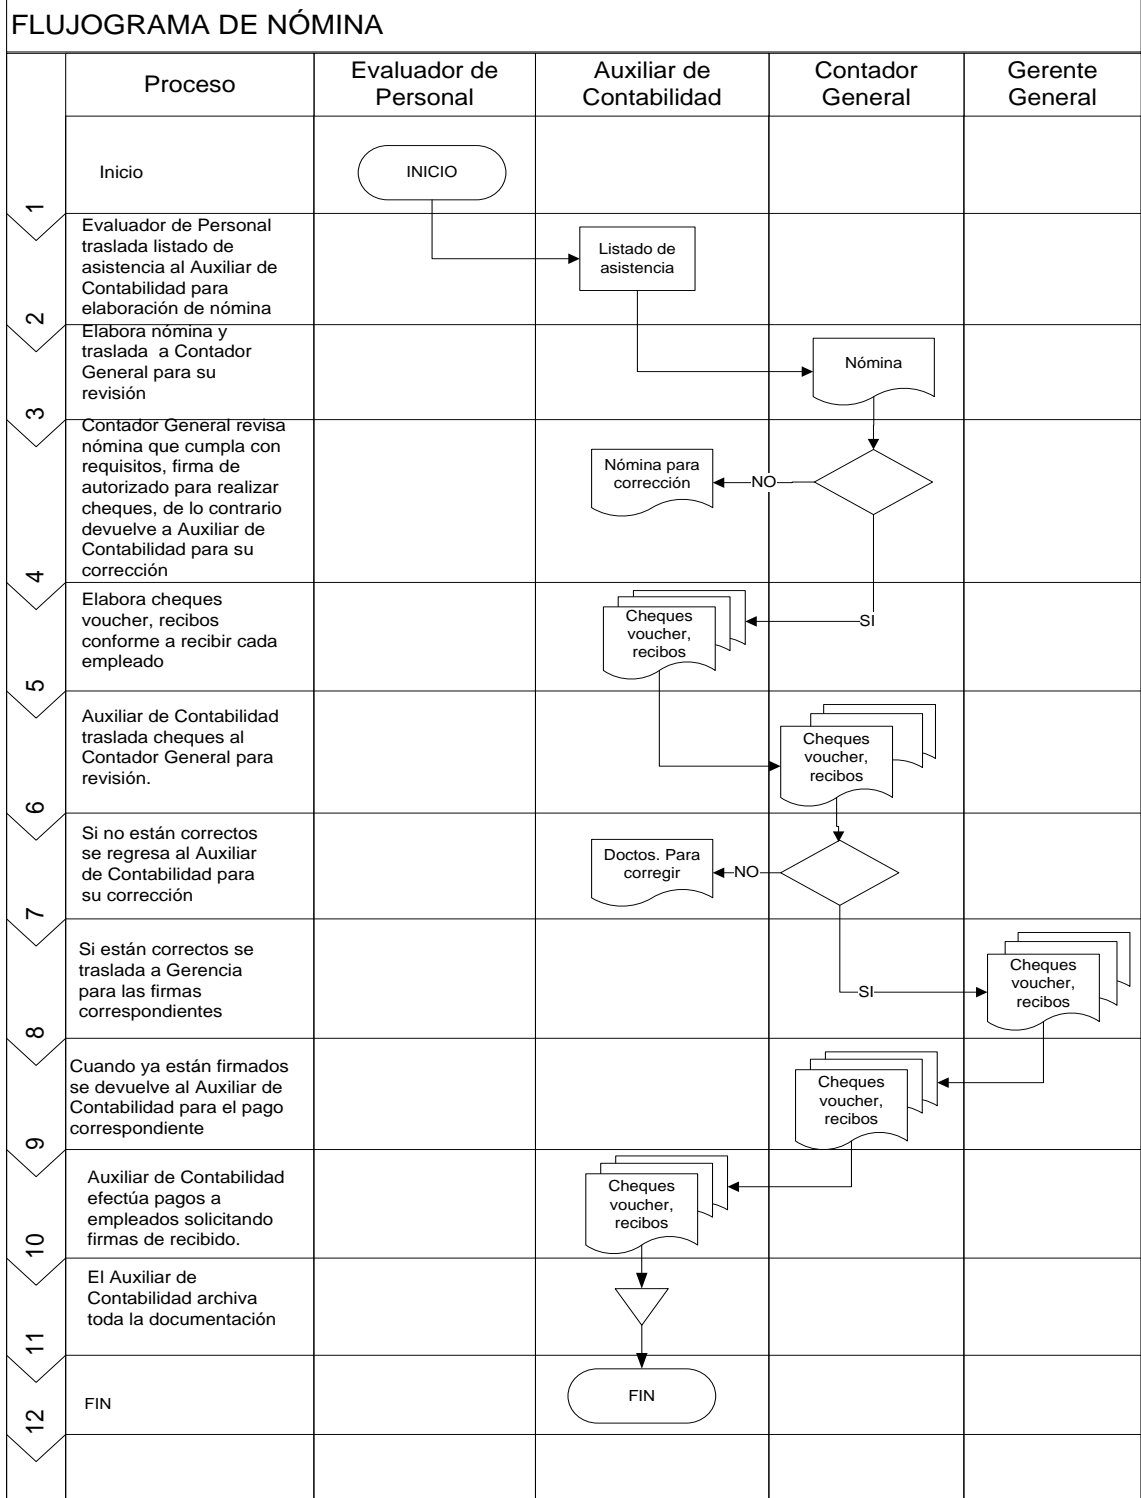 FLUJOGRAMA DE NÓMINA
Proceso
Evaluador de
Personal
Auxiliar de
Contabilidad
Contador
General
Gerente
General
1
Inicio
INICIO
2
Evaluador de Personal
traslada listado de
asistencia al Auxiliar de
Contabilidad para
elaboración de nómina
Listado de
asistencia
3
Elabora nómina y
traslada a Contador
General para su
revisión
Nómina
4
Contador General revisa
nómina que cumpla con
requisitos, firma de
autorizado para realizar
cheques, de lo contrario
devuelve a Auxiliar de
Contabilidad para su
corrección
Nómina para
corrección
NO
5
Elabora cheques
voucher, recibos
conforme a recibir cada
empleado
Cheques
voucher,
recibos
SI
6
Auxiliar de Contabilidad
traslada cheques al
Contador General para
revisión.
Cheques
voucher,
recibos
7
Si no están correctos
se regresa al Auxiliar
de Contabilidad para
su corrección
Doctos. Para
corregir
NO
8
Si están correctos se
traslada a Gerencia
para las firmas
correspondientes
SI
Cheques
voucher,
recibos
9
Cuando ya están firmados
se devuelve al Auxiliar de
Contabilidad para el pago
correspondiente
Cheques
voucher,
recibos
10
Auxiliar de Contabilidad
efectúa pagos a
empleados solicitando
firmas de recibido.
Cheques
voucher,
recibos
11
El Auxiliar de
Contabilidad archiva
toda la documentación
12
FIN
FIN